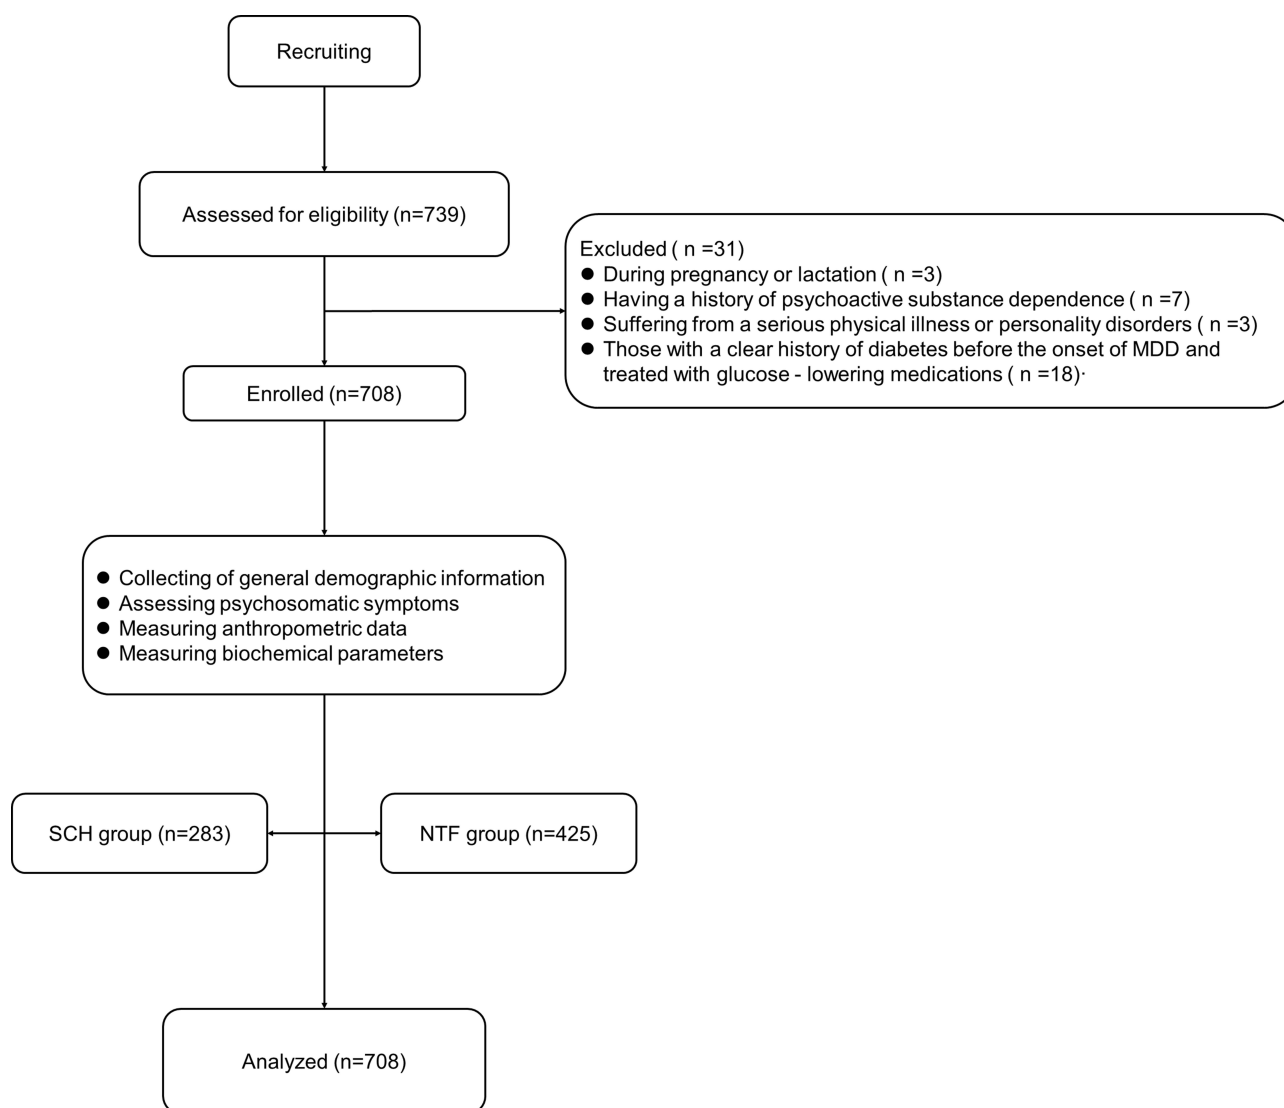 Recruiting
Assessed for eligibility (n=739)
Excluded ( n =31)
● During pregnancy or lactation ( n =3)
● Having a history of psychoactive substance dependence ( n =7)
● Suffering from a serious physical illness or personality disorders ( n =3)
● Those with a clear history of diabetes before the onset of MDD and
treated with glucose - lowering medications ( n =18)·
Enrolled (n=708)
● Collecting of general demographic information
● Assessing psychosomatic symptoms
● Measuring anthropometric data
● Measuring biochemical parameters
SCH group (n=283)
NTF group (n=425)
Analyzed (n=708)